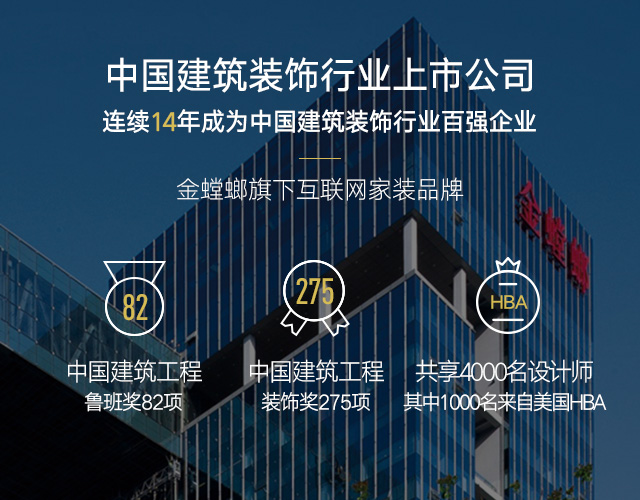 中国建筑装饰行业上市公司
连续14年成为中国建筑装饰行业百强企业
金螳螂旗下互联网家装品牌
金螳螂
82
275
HBA
中国建筑工程
鲁班奖82项
中国建筑工程
装饰奖275项
共享4000名设计师
其中1000名来自美国HBA